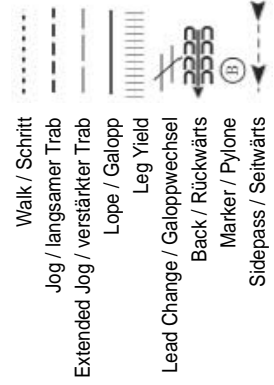 Walk / Schritt
Jog / langsamer Trab
Extended Jog / verstärkter Trab
Lope / Galopp
Leg Yield
Lead Change / Galoppwechsel
Back / Rückwärts
Marker / Pylone
B
Sidepass / Seitwärts